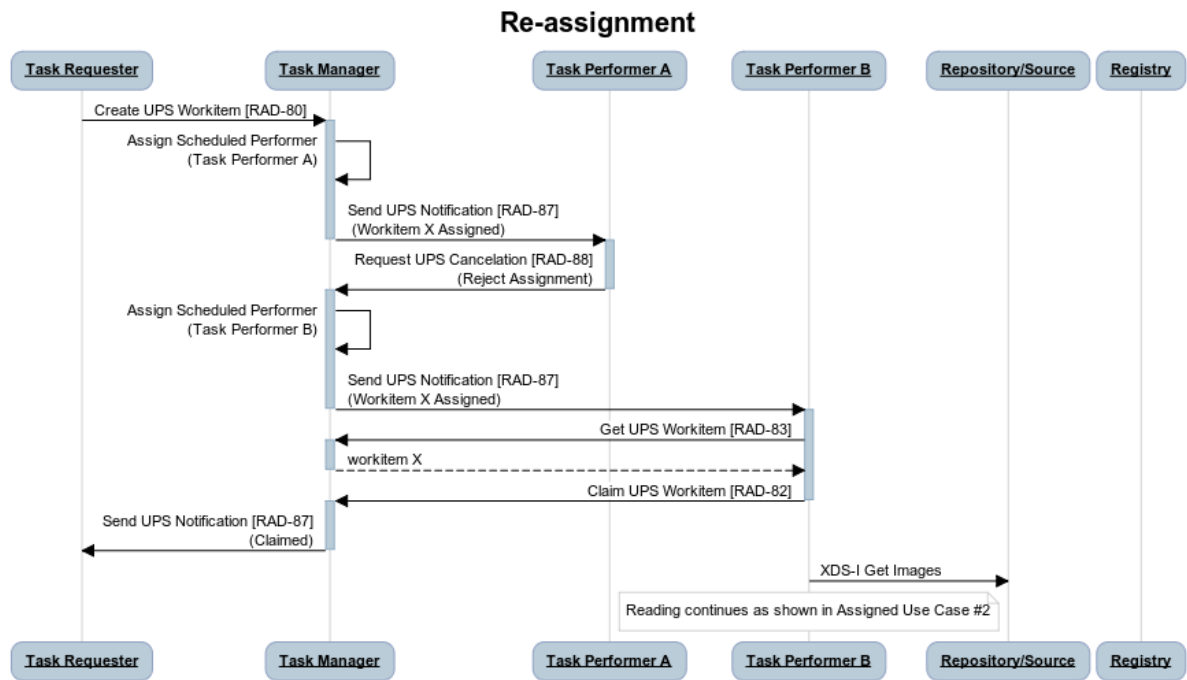 Re-assignment
Task Requester
Task Manager
Task Performer A
Task Performer B
Repository/Source
Registry
Create UPS Workitem [RAD-80]
Assign Scheduled Performer
(Task Performer A)
Send UPS Notification [RAD-87]
(Workitem X Assigned)
Request UPS Cancelation [RAD-88]
(Reject Assignment)
Assign Scheduled Performer
(Task Performer B)
Send UPS Notification [RAD-87]
(Workitem X Assigned)
Get UPS Workitem [RAD-83]
workitem X
Claim UPS Workitem [RAD-82]
Send UPS Notification [RAD-87]
(Claimed)
XDS-I Get Images
Reading continues as shown in Assigned Use Case #2
Task Requester
Task Manager
Task Performer A
Task Performer B
Repository/Source
Registry